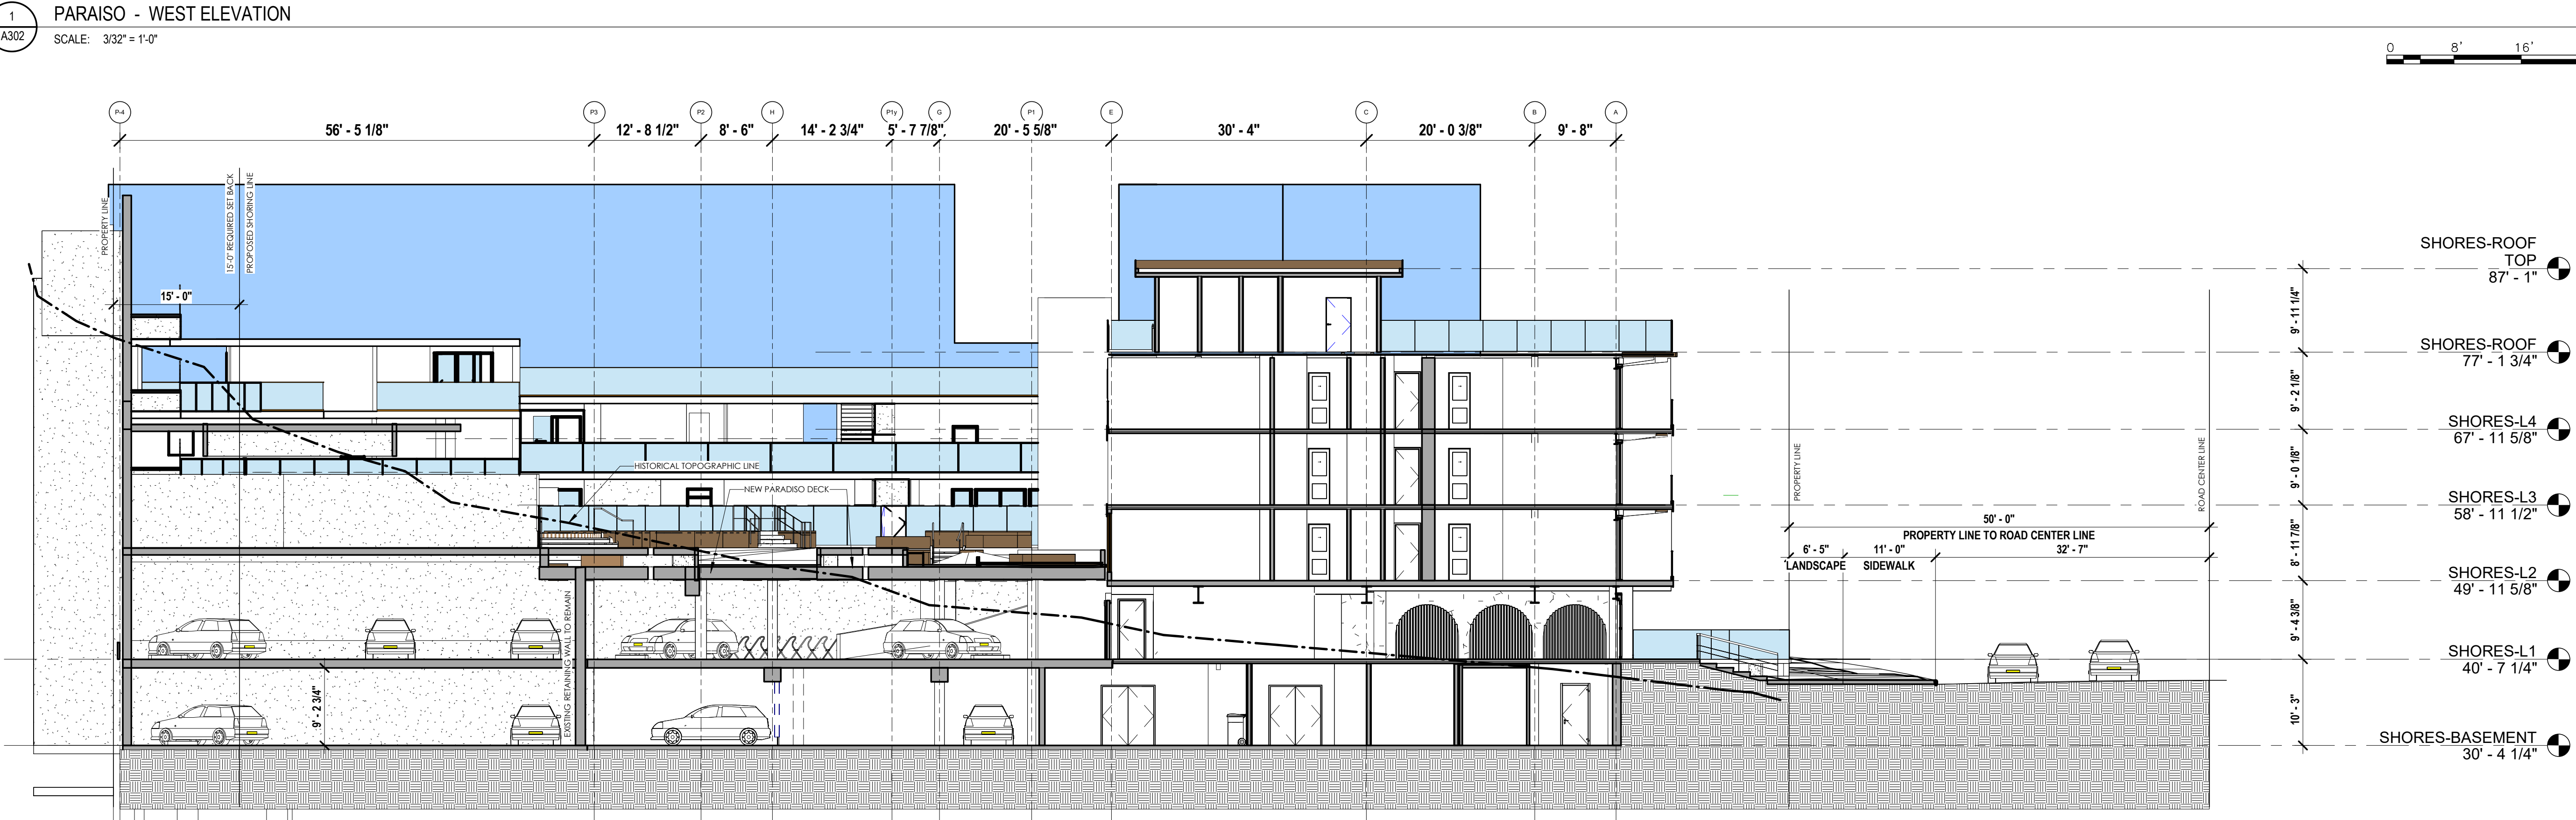 1
A302
PARAISO - WEST ELEVATION
SCALE: 3/32" = 1'-0"
0 8' 16'
P-4 P3 P2 H P1y G P1 E C B A
56' - 5 1/8" 12' - 8 1/2" 8' - 6" 14' - 2 3/4" 5' - 7 7/8" 20' - 5 5/8" 30' - 4" 20' - 0 3/8" 9' - 8"
PROPERTY LINE
15'-0" REQUIRED SET BACK
PROPOSED SHORING LINE
15' - 0"
HISTORICAL TOPOGRAPHIC LINE
NEW PARADISO DECK
EXISTING RETAINING WALL TO REMAIN
9' - 2 3/4"
PROPERTY LINE
ROAD CENTER LINE
50' - 0"
PROPERTY LINE TO ROAD CENTER LINE
6' - 5" 11' - 0" 32' - 7"
LANDSCAPE SIDEWALK
9' - 11 1/4"
9' - 2 1/8"
9' - 0 1/8"
8' - 11 7/8"
9' - 4 3/8"
10' - 3"
SHORES-ROOF
TOP
87' - 1"
SHORES-ROOF
77' - 1 3/4"
SHORES-L4
67' - 11 5/8"
SHORES-L3
58' - 11 1/2"
SHORES-L2
49' - 11 5/8"
SHORES-L1
40' - 7 1/4"
SHORES-BASEMENT
30' - 4 1/4"